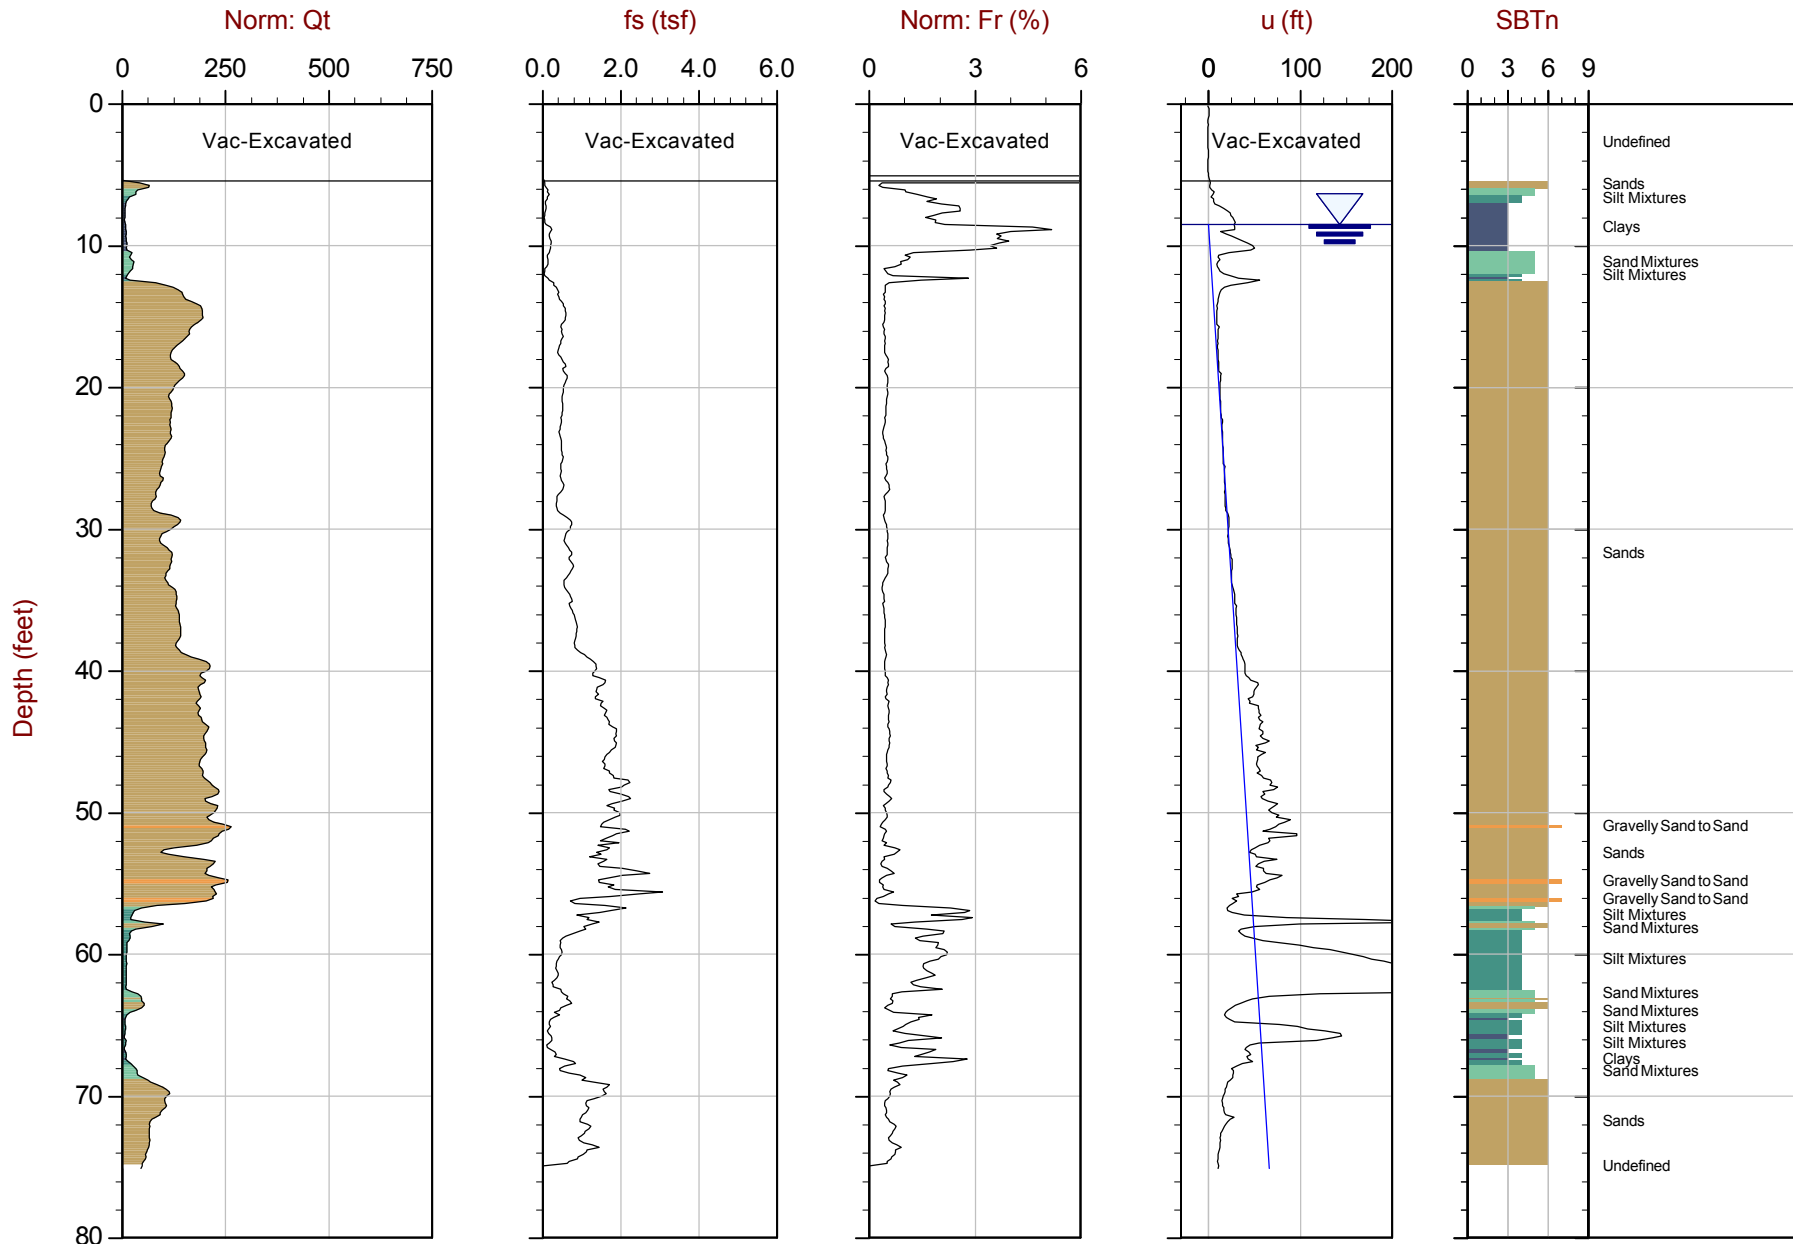 Norm: Qt fs (tsf) Norm: Fr (%) u (ft) SBTn
0 250 500 750 0.0 2.0 4.0 6.0 0 3 6 0 100 200 0 3 6 9
0
Vac-Excavated Vac-Excavated Vac-Excavated Vac-Excavated Undefined
Sands
Silt Mixtures
Clays
10
Sand Mixtures
Silt Mixtures
20
30
Sands
Depth (feet)
40
50
Gravelly Sand to Sand
Sands
Gravelly Sand to Sand
Gravelly Sand to Sand
Silt Mixtures
Sand Mixtures
60
Silt Mixtures
Sand Mixtures
Sand Mixtures
Silt Mixtures
Silt Mixtures
Clays
Sand Mixtures
70
Sands
Undefined
80